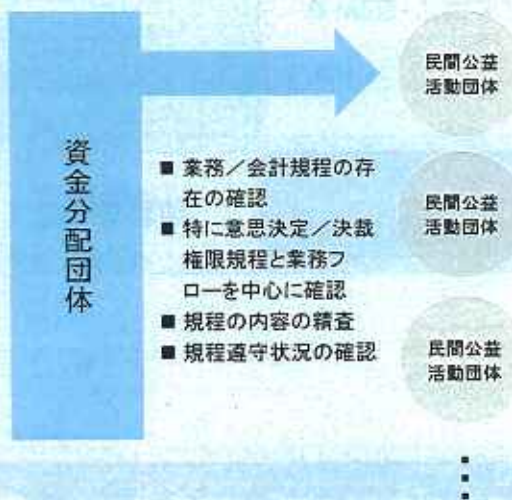 資金分配団体
■ 業務／会計規程の存
在の確認
■ 特に意思決定／決裁
権限規程と業務フ
ローを中心に確認
■ 規程の内容の精査
■ 規程遵守状況の確認
民間公益
活動団体
民間公益
活動団体
民間公益
活動団体